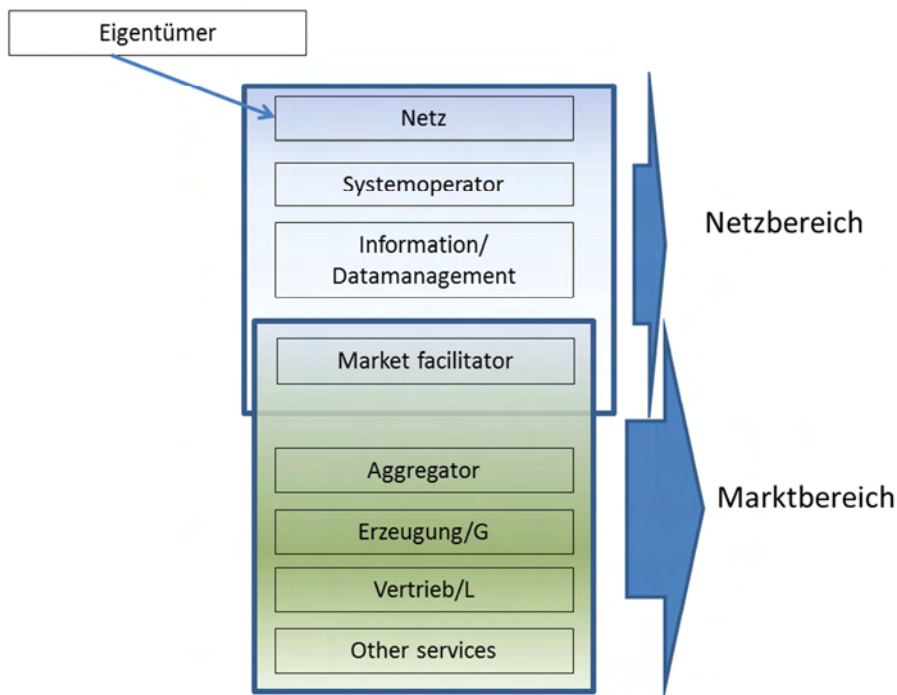 Eigentümer
Netz
Systemoperator
Information/
Datamanagement
Netzbereich
Market facilitator
Aggregator
Marktbereich
Erzeugung/G
Vertrieb/L
Other services